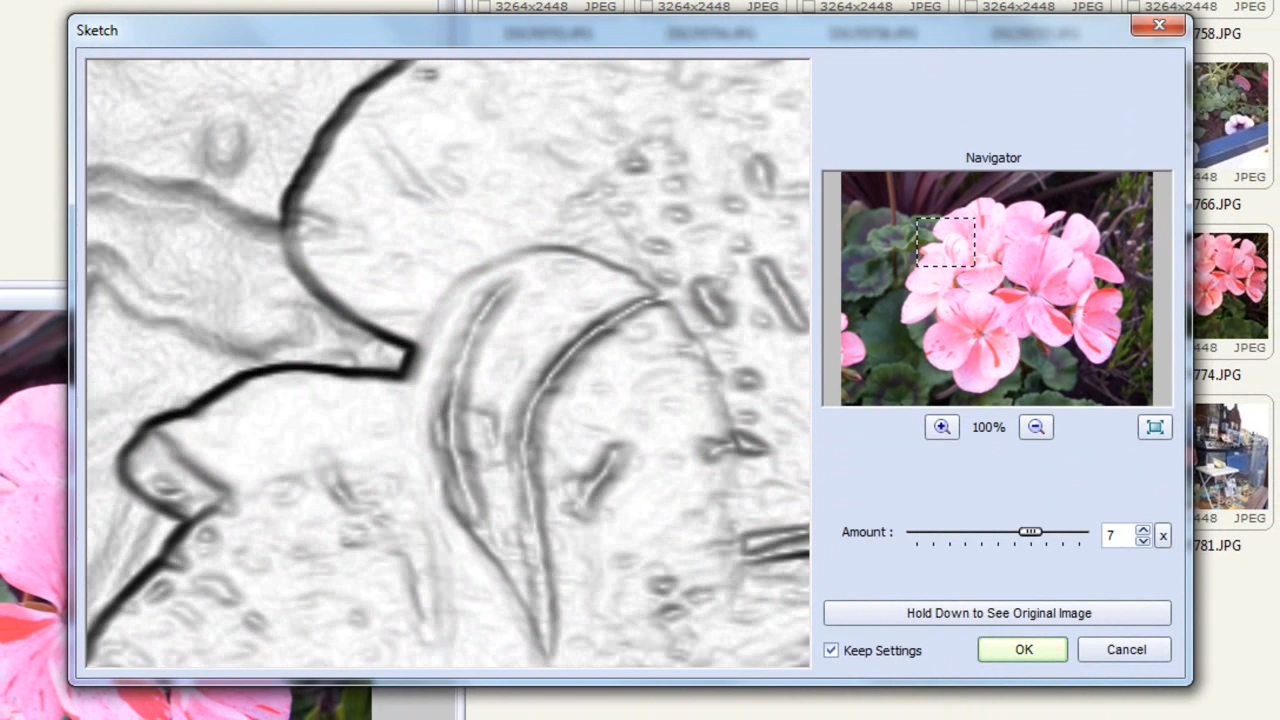 3264x2448 JPEG 3264x2448 JPEG 3264x2448 JPEG 3264x2448 JPEG 3264x2448 JPEG
Sketch
758.JPG
Navigator
448 JPEG
766.JPG
448 JPEG
774.JPG
100%
Amount :
7
x
448 JPEG
781.JPG
Hold Down to See Original Image
Keep Settings
OK
Cancel